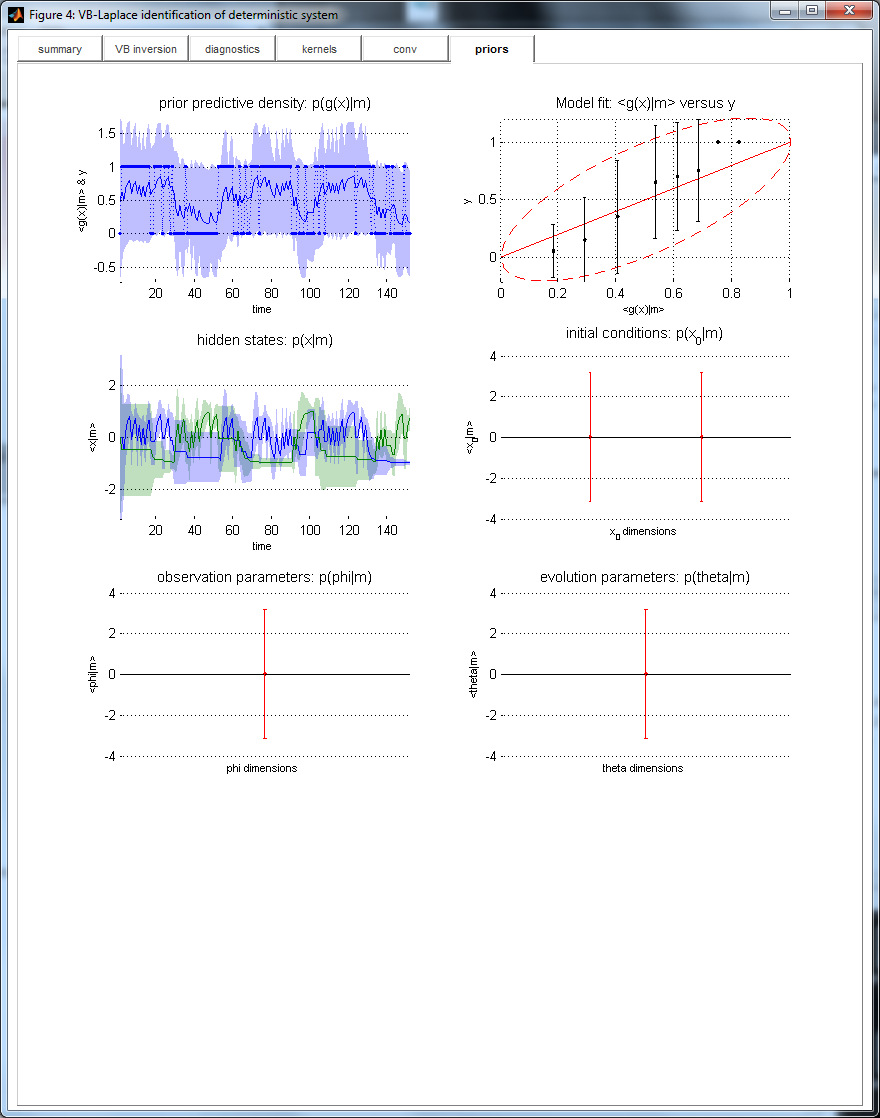 Figure 4: VB-Laplace identification of deterministic system
summary VB inversion diagnostics kernels conv priors
prior predictive density: p(g(x)|m)
<g(x)|m> & y
1.5
1
0.5
0
-0.5
20 40 60 80 100 120 140
time
Model fit: <g(x)|m> versus y
y
1
0.5
0
0 0.2 0.4 0.6 0.8 1
<g(x)|m>
hidden states: p(x|m)
<x|m>
2
0
-2
20 40 60 80 100 120 140
time
initial conditions: p(x0|m)
<x0|m>
4
2
0
-2
-4
x0 dimensions
observation parameters: p(phi|m)
<phi|m>
4
2
0
-2
-4
phi dimensions
evolution parameters: p(theta|m)
<theta|m>
4
2
0
-2
-4
theta dimensions